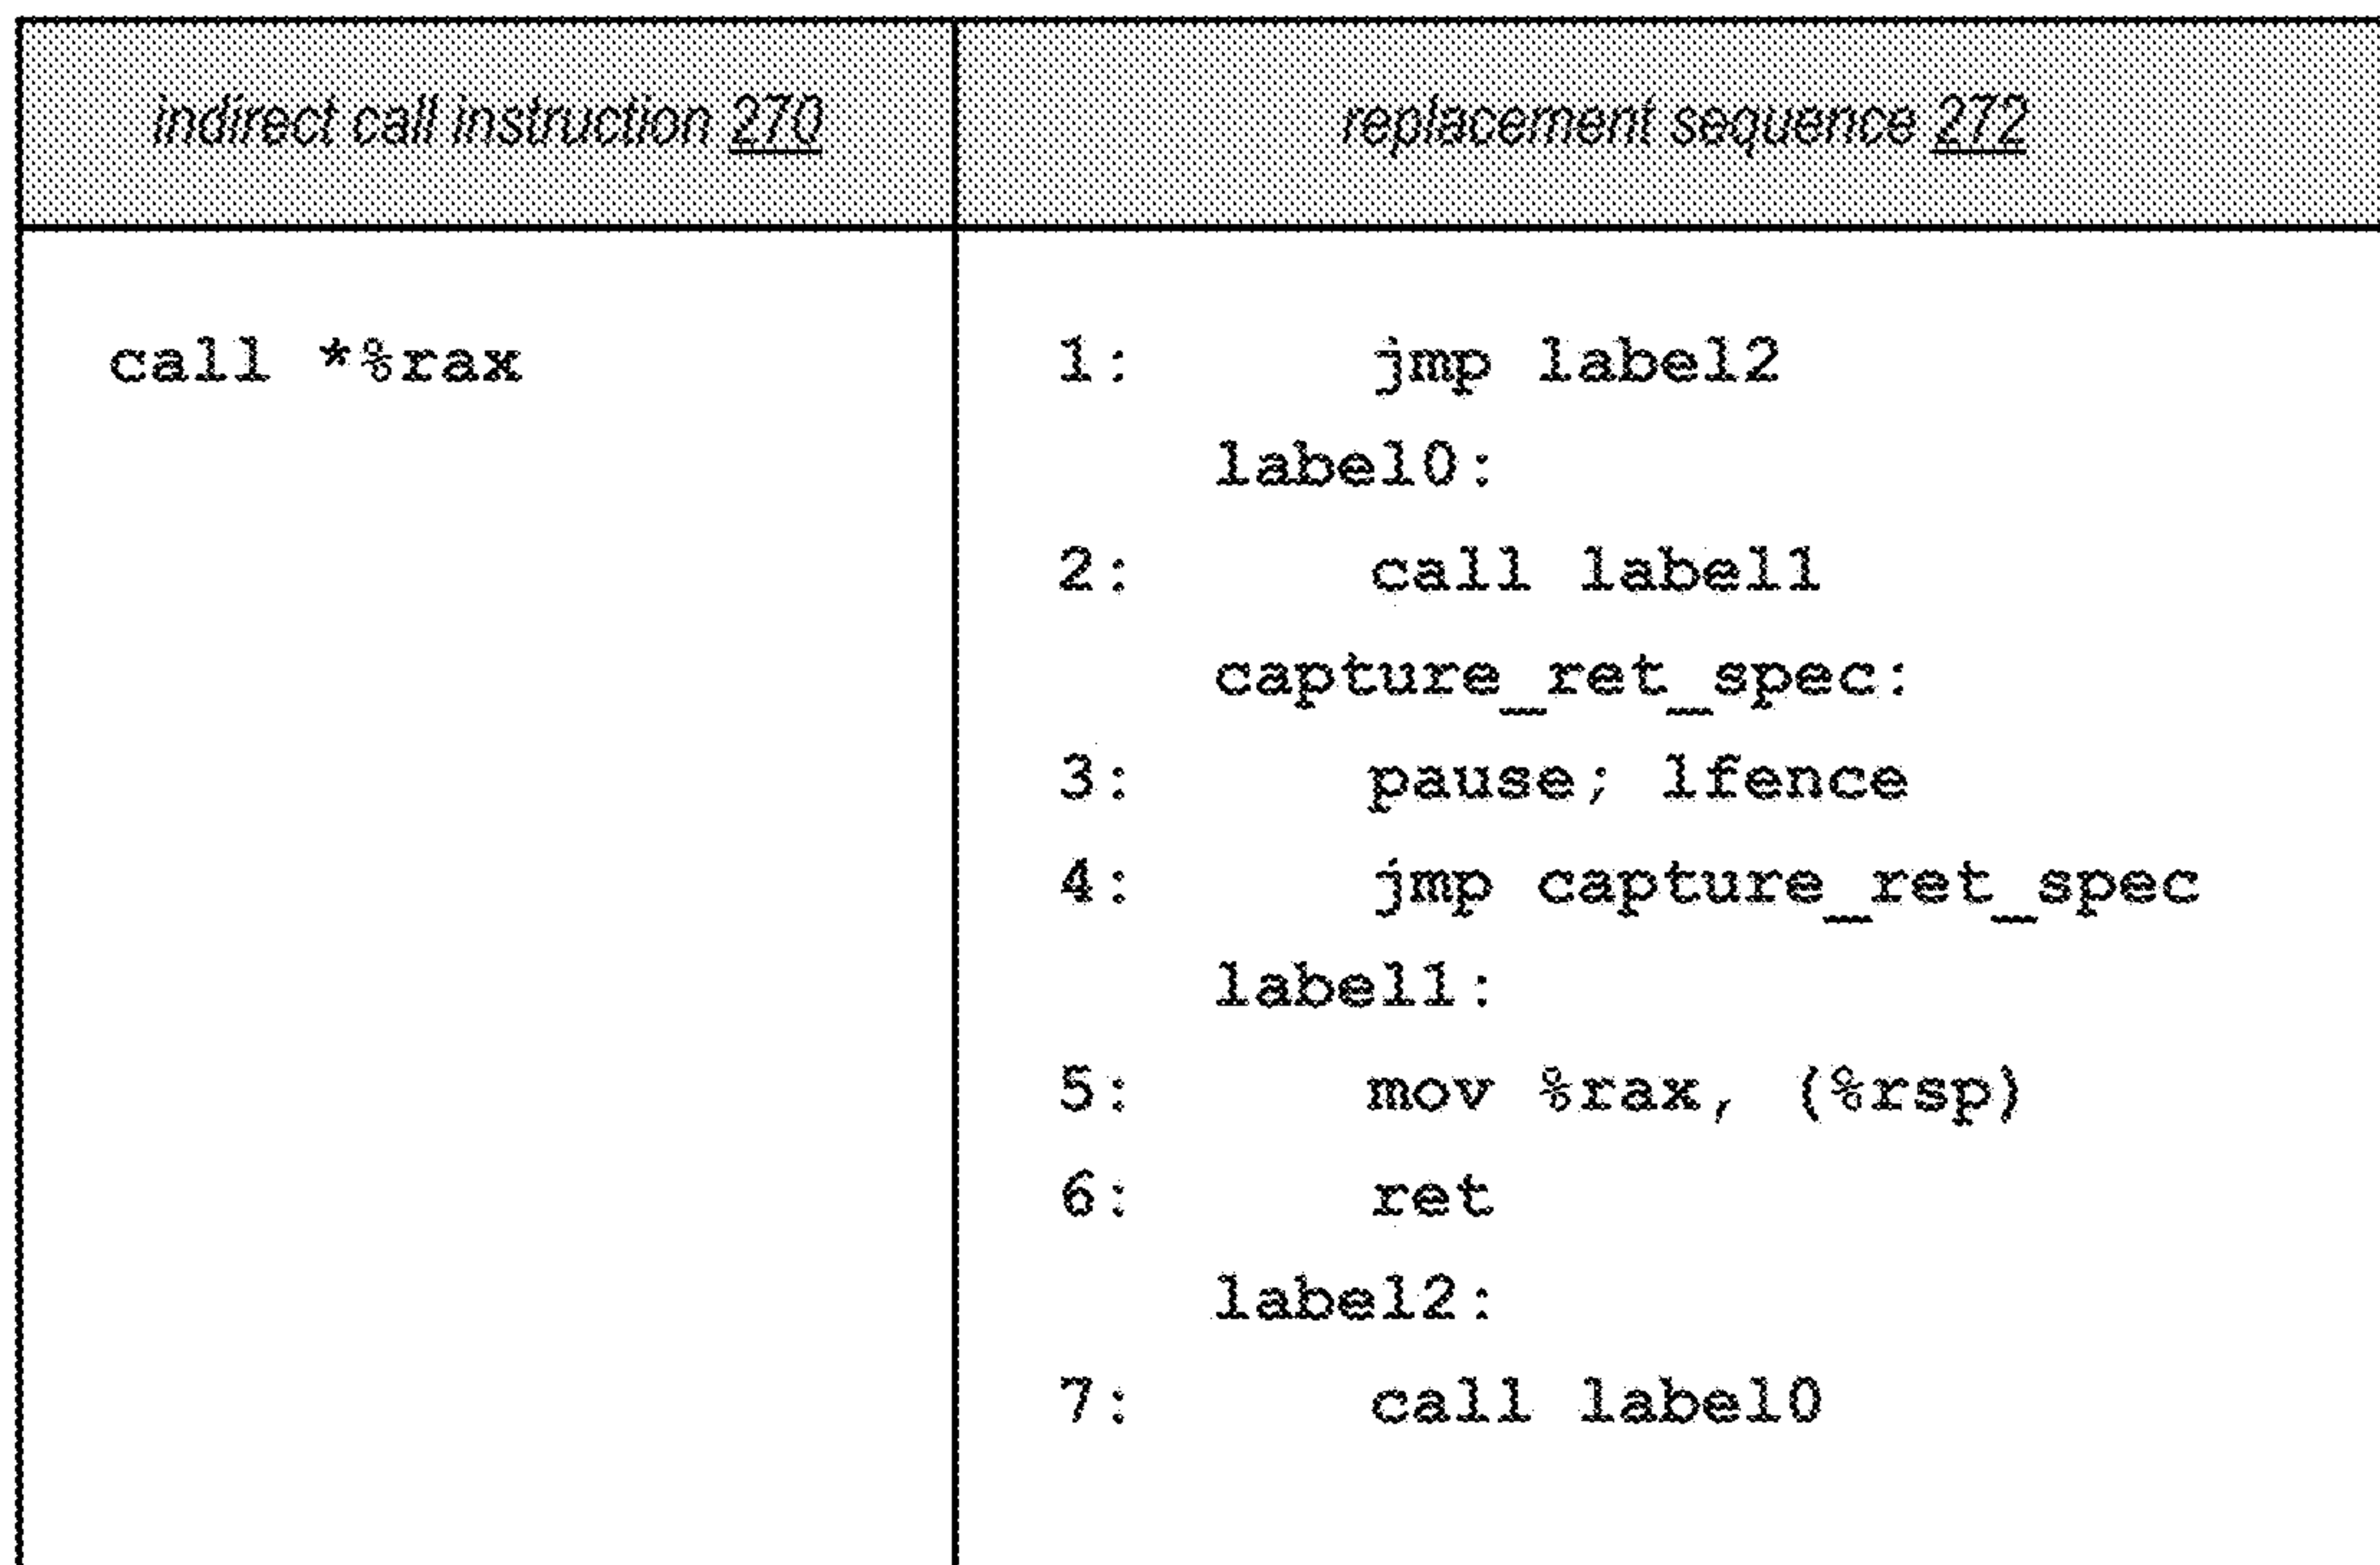 indirect call instruction 270
replacement sequence 272
call *%rax
1: jmp label2
label0:
2: call label1
capture_ret_spec:
3: pause; lfence
4: jmp capture_ret_spec
label1:
5: mov %rax, (%rsp)
6: ret
label2:
7: call label0